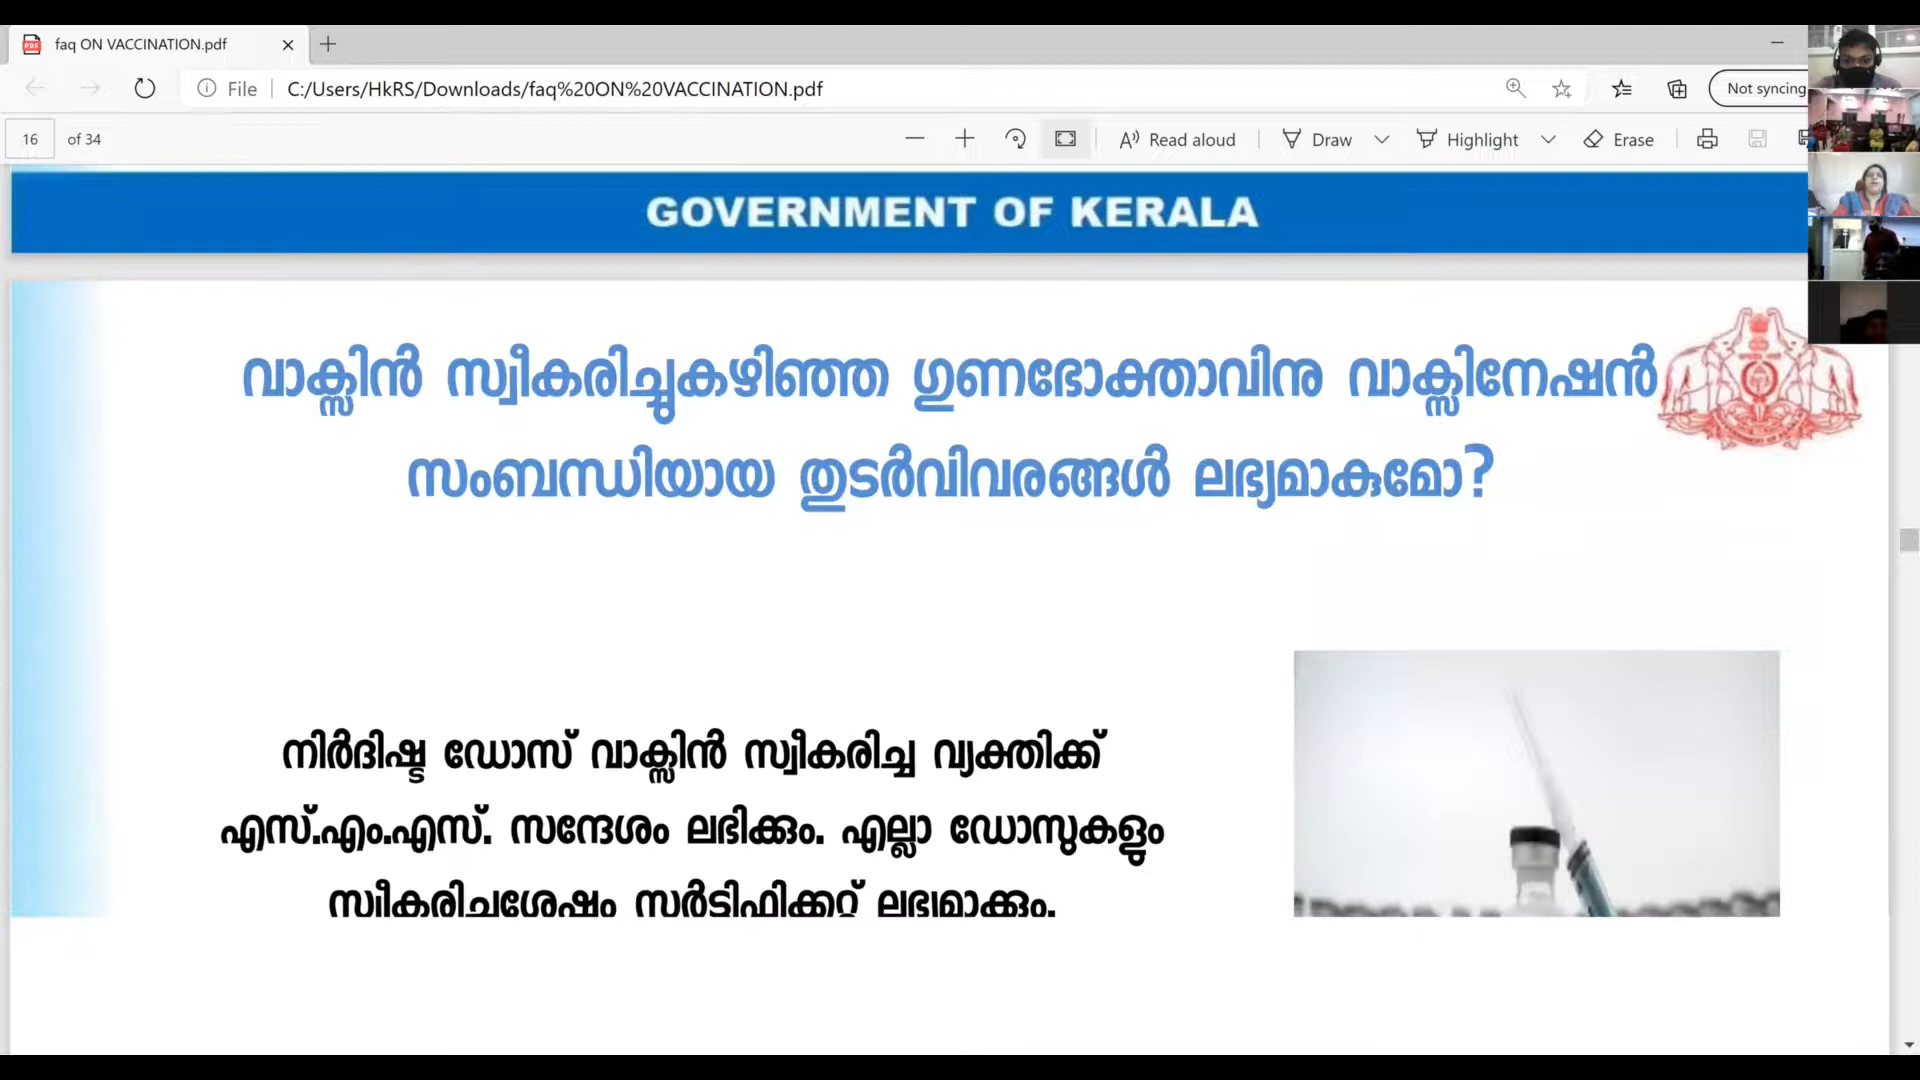 faq ON VACCINATION.pdf
File C:/Users/HkRS/Downloads/faq%20ON%20VACCINATION.pdf Not syncing
16 of 34 Read aloud Draw Highlight Erase
GOVERNMENT OF KERALA
വാക്സിൻ സ്വീകരിച്ചുകഴിഞ്ഞ ഗുണഭോക്താവിനു വാക്സിനേഷൻ
സംബന്ധിയായ തുടർവിവരങ്ങൾ ലഭ്യമാകുമോ?
നിർദിഷ്ട ഡോസ് വാക്സിൻ സ്വീകരിച്ച വ്യക്തിക്ക്
എസ്.എം.എസ്. സന്ദേശം ലഭിക്കും. എല്ലാ ഡോസുകളും
സ്വീകരിച്ചശേഷം സർട്ടിഫിക്കറ്റ് ലഭ്യമാക്കും.